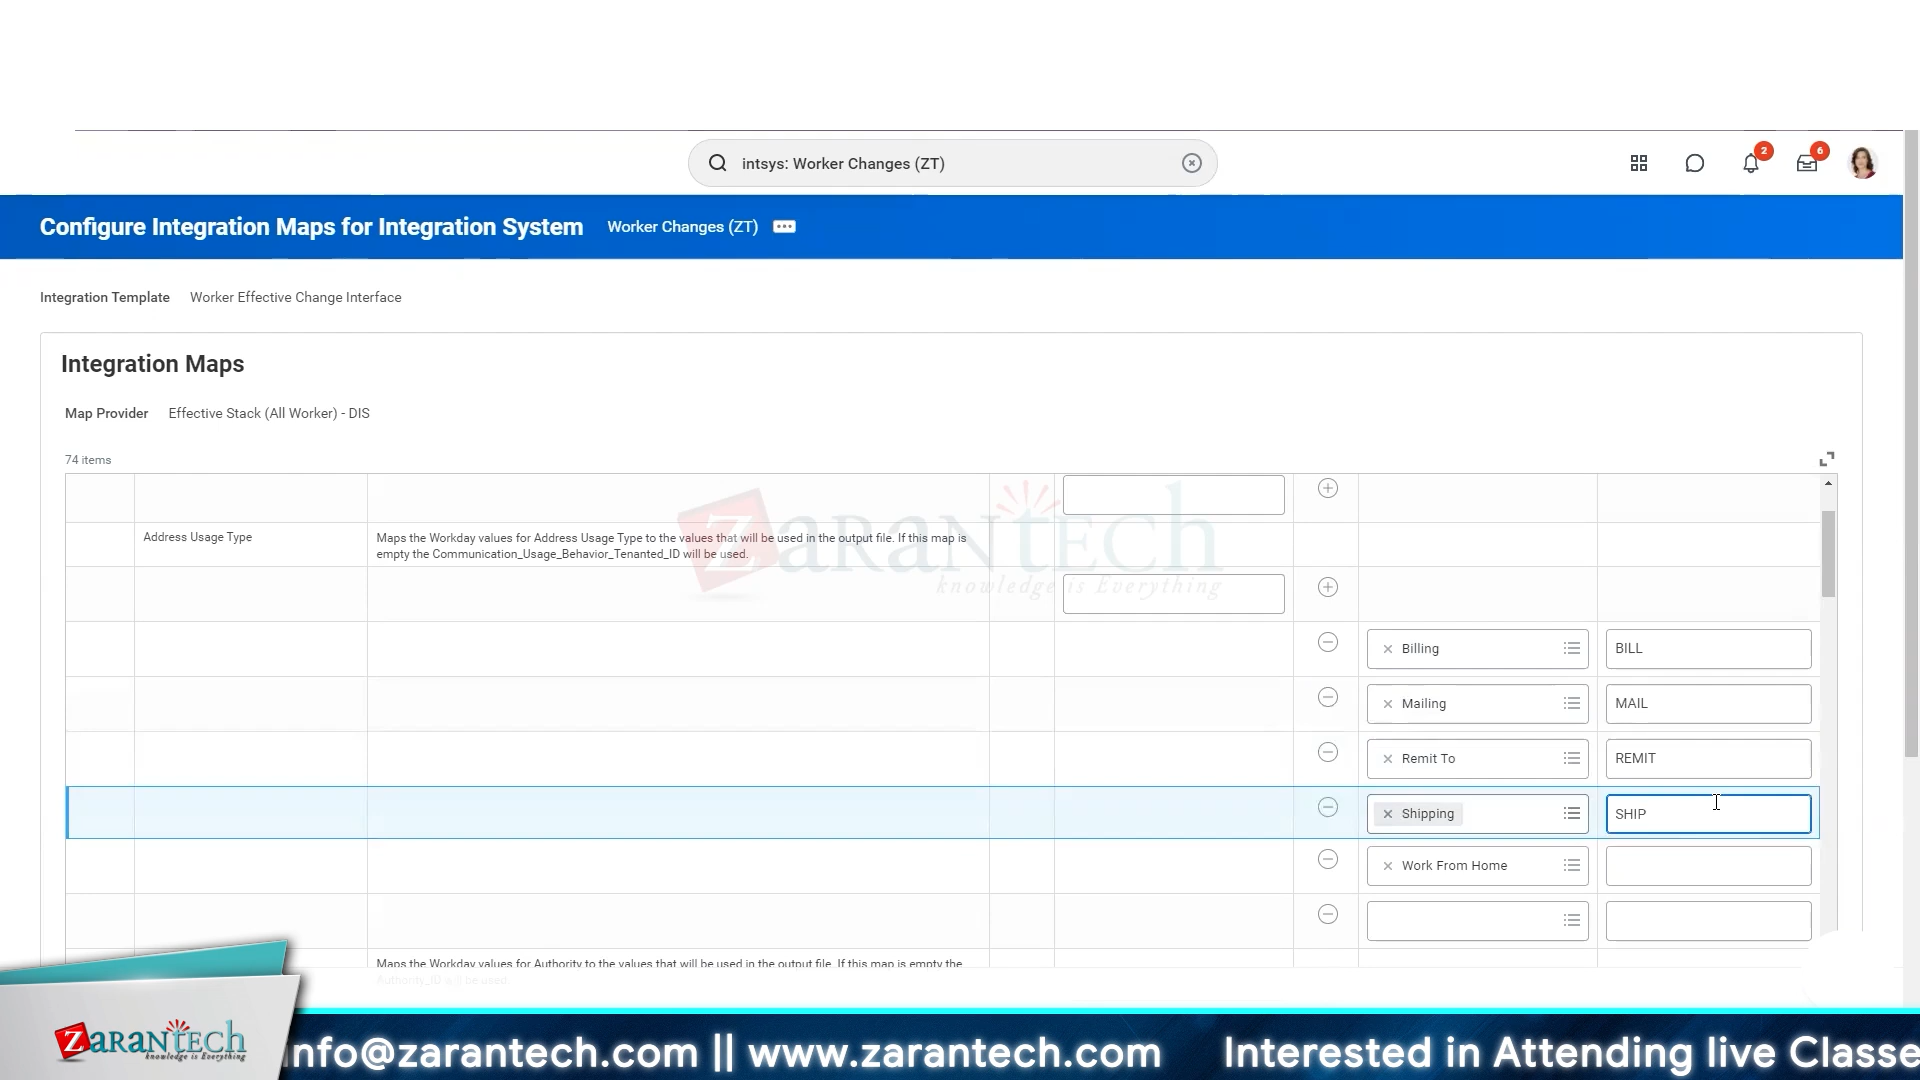 intsys: Worker Changes (ZT)
2
6
Configure Integration Maps for Integration System
Worker Changes (ZT)
Integration Template Worker Effective Change Interface
Integration Maps
Map Provider Effective Stack (All Worker) - DIS
74 items
Address Usage Type
Maps the Workday values for Address Usage Type to the values that will be used in the output file. If this map is
empty the Communication_Usage_Behavior_Tenanted_ID will be used.
ZARANTECH
knowledge is Everything
Billing BILL
Mailing MAIL
Remit To REMIT
Shipping SHIP
Work From Home
Maps the Workday values for Authority to the values that will be used in the output file. If this map is empty the
Authority_ID will be used.
ZARANTECH
knowledge is Everything
info@zarantech.com || www.zarantech.com Interested in Attending live Classe